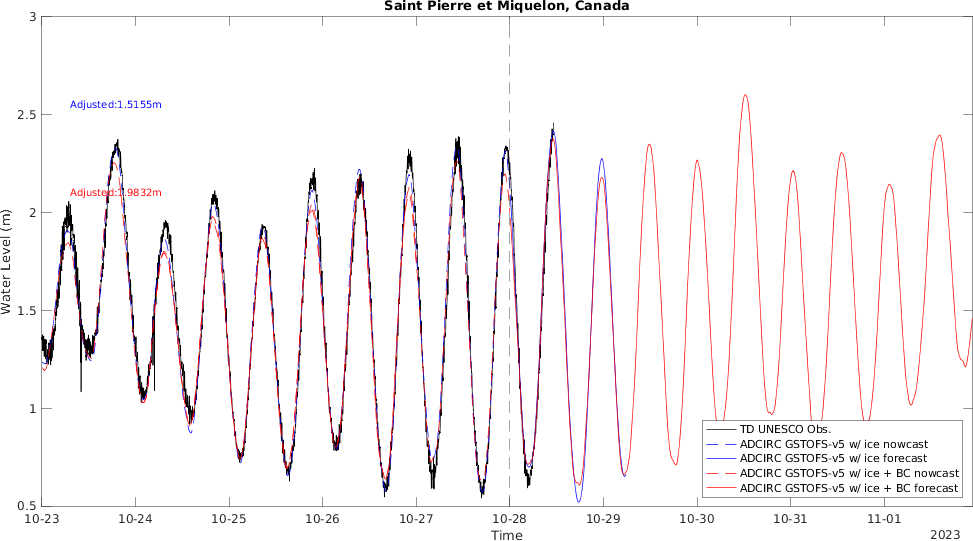 Saint Pierre et Miquelon, Canada
3
2.5
2
1.5
1
0.5
Water Level (m)
Adjusted:1.5155m
Adjusted:1.9832m
TD UNESCO Obs.
ADCIRC GSTOFS-v5 w/ ice nowcast
ADCIRC GSTOFS-v5 w/ ice forecast
ADCIRC GSTOFS-v5 w/ ice + BC nowcast
ADCIRC GSTOFS-v5 w/ ice + BC forecast
10-23 10-24 10-25 10-26 10-27 10-28 10-29 10-30 10-31 11-01
Time
2023